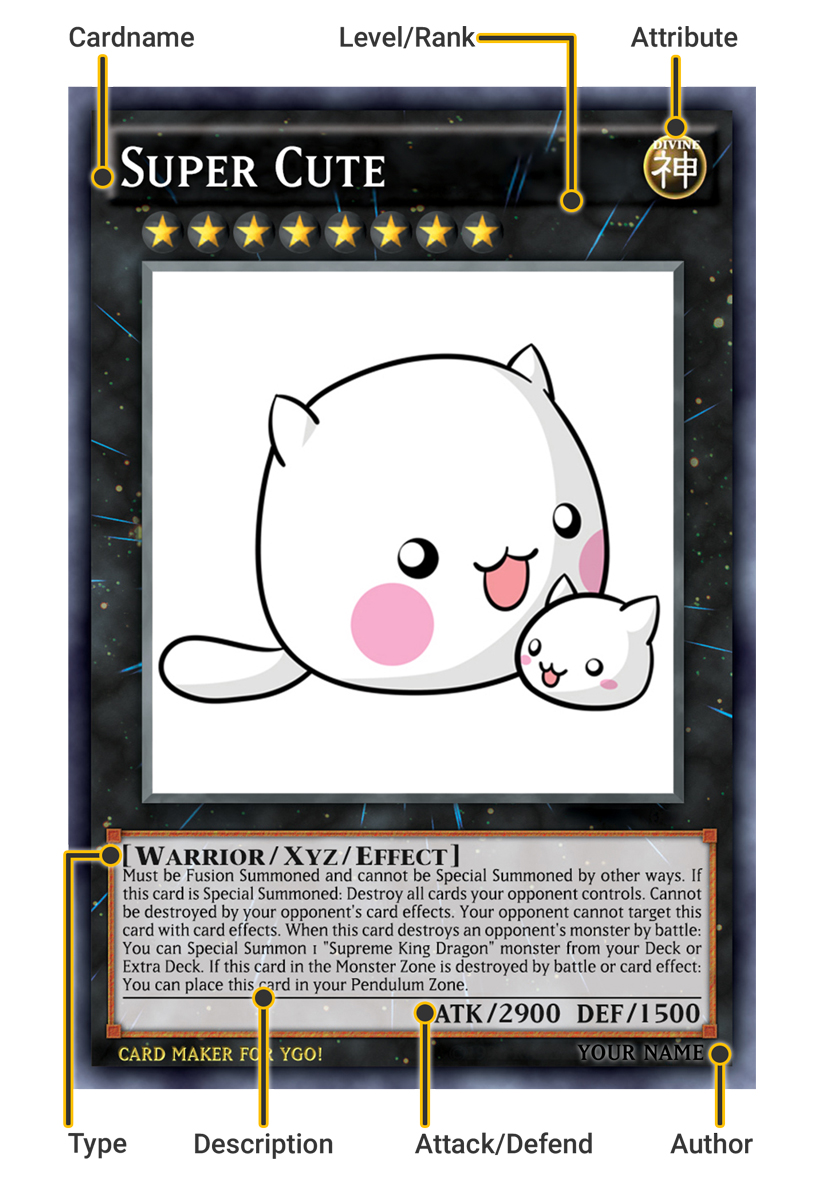 Cardname Level/Rank Attribute
DIVINE
SUPER CUTE 神
[WARRIOR/XYZ/EFFECT]
Must be Fusion Summoned and cannot be Special Summoned by other ways. If
this card is Special Summoned: Destroy all cards your opponent controls. Cannot
be destroyed by your opponent's card effects. Your opponent cannot target this
card with card effects. When this card destroys an opponent's monster by battle:
You can Special Summon 1 "Supreme King Dragon" monster from your Deck or
Extra Deck. If this card in the Monster Zone is destroyed by battle or card effect:
You can place this card in your Pendulum Zone.
ATK/2900 DEF/1500
CARD MAKER FOR YGO! YOUR NAME
Type Description Attack/Defend Author